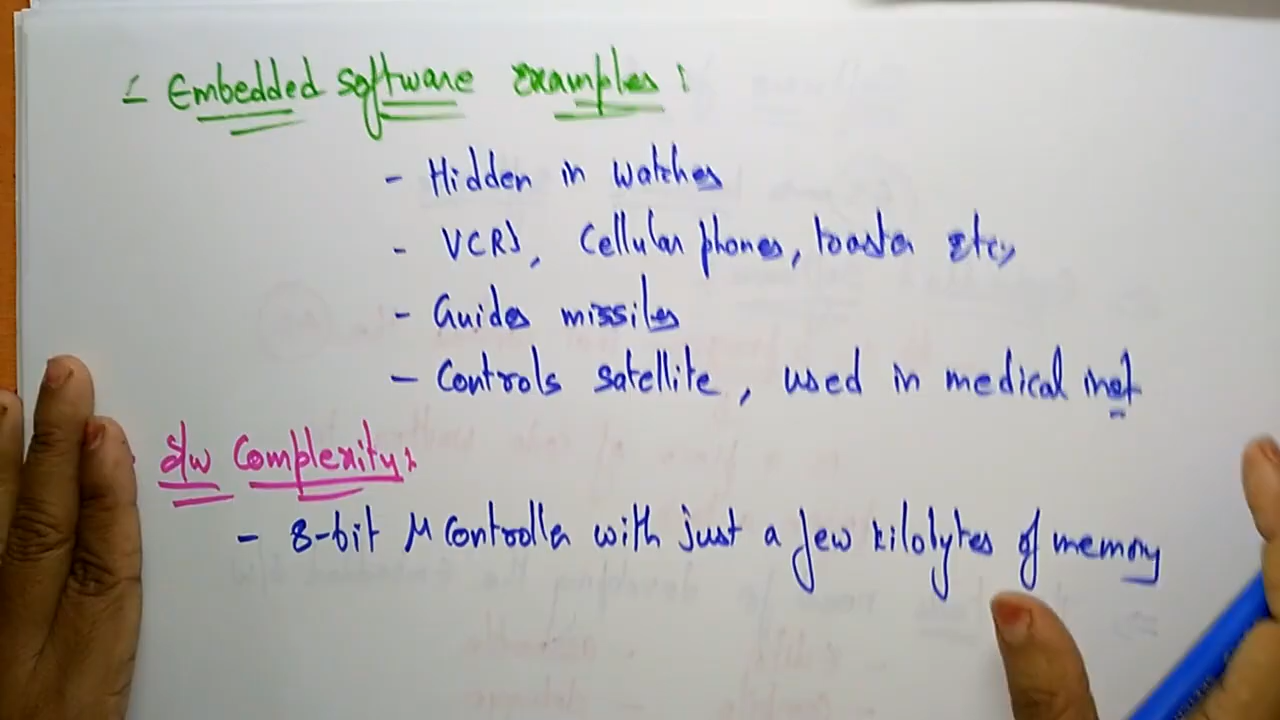 - Embedded software examples :
- Hidden in watches
- VCRs, Cellular phones, toaster etc,
- Guides missiles
- Controls satellite, used in medical inst
S/w Complexity:
- 8-bit μ controller with just a few kilobytes of memory